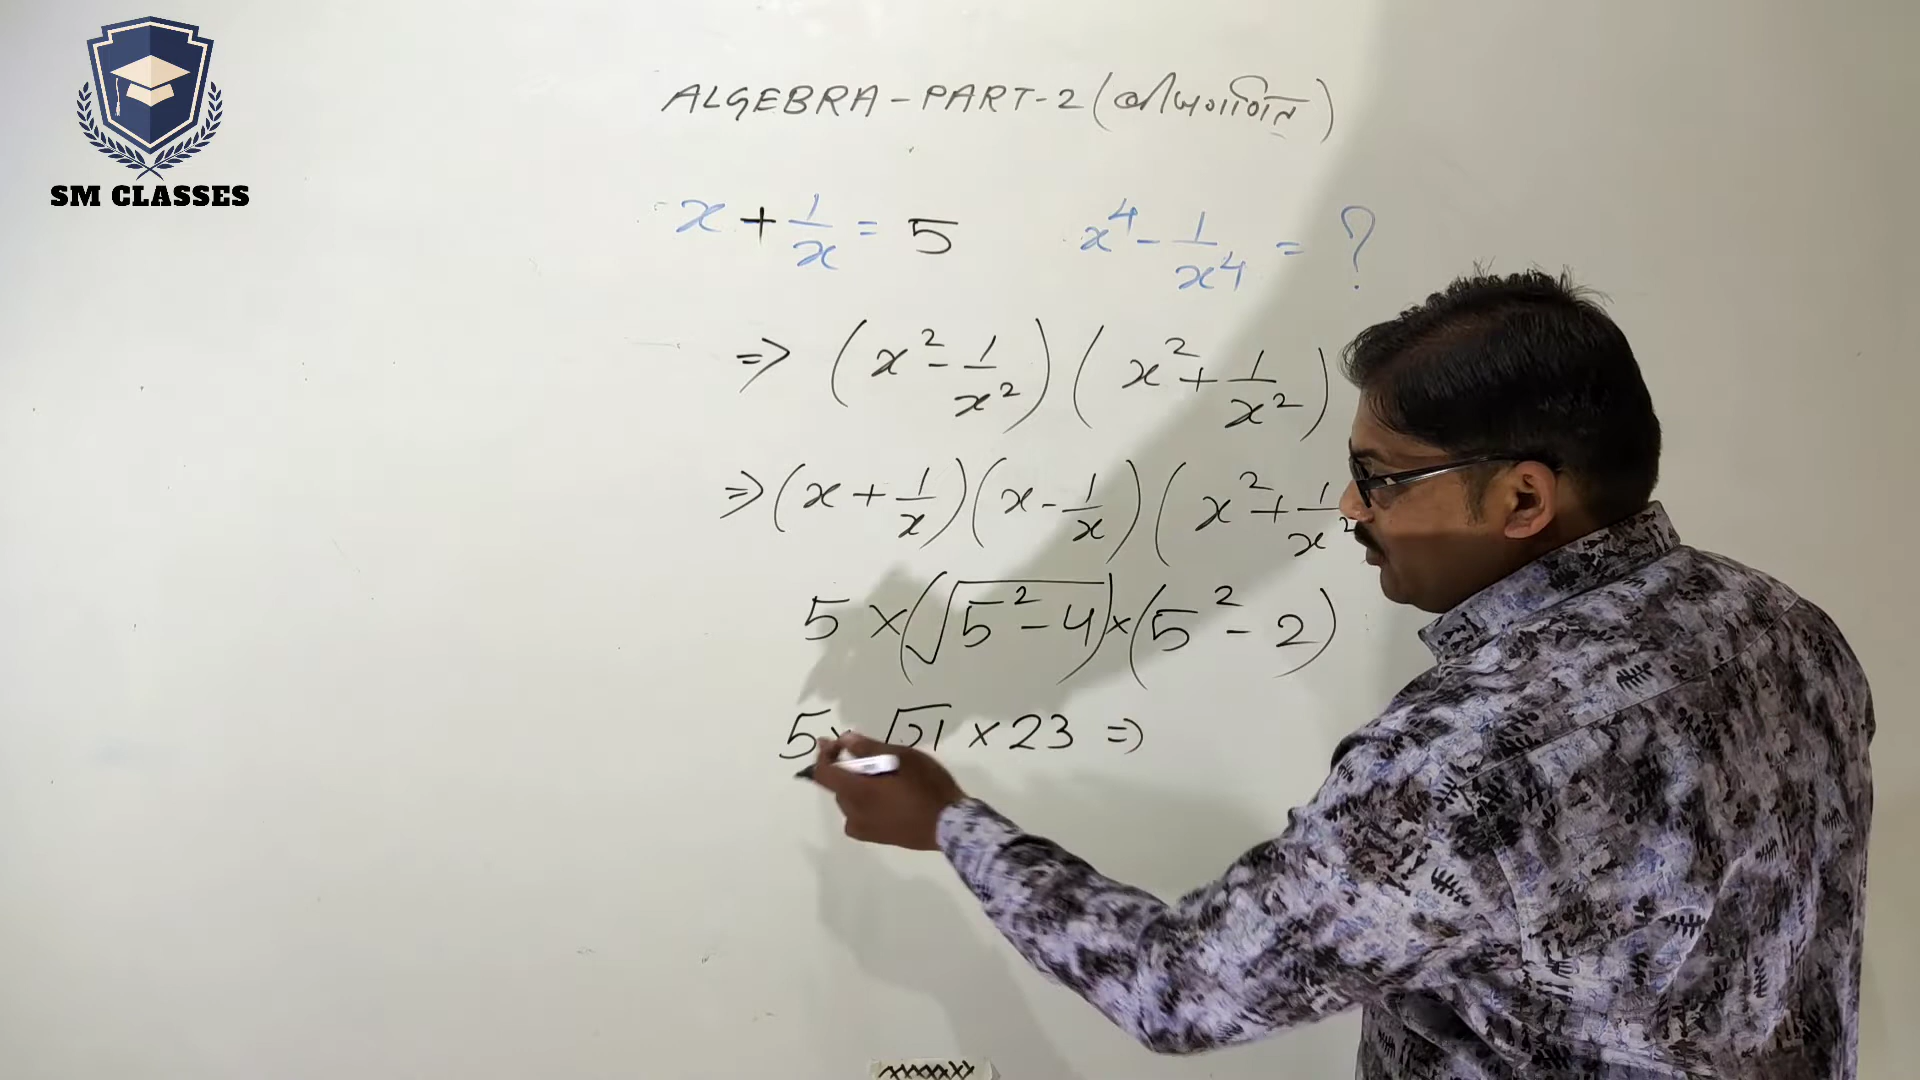 SM CLASSES
ALGEBRA - PART-2 (বীজগণিত)
x + 1/x = 5    x⁴ - 1/x⁴ = ?
⇒ (x² - 1/x²) (x² + 1/x²)
⇒ (x + 1/x) (x - 1/x) (x² + 1/x²
5 × (√5² - 4) × (5² - 2)
5 × √21 × 23 ⇒